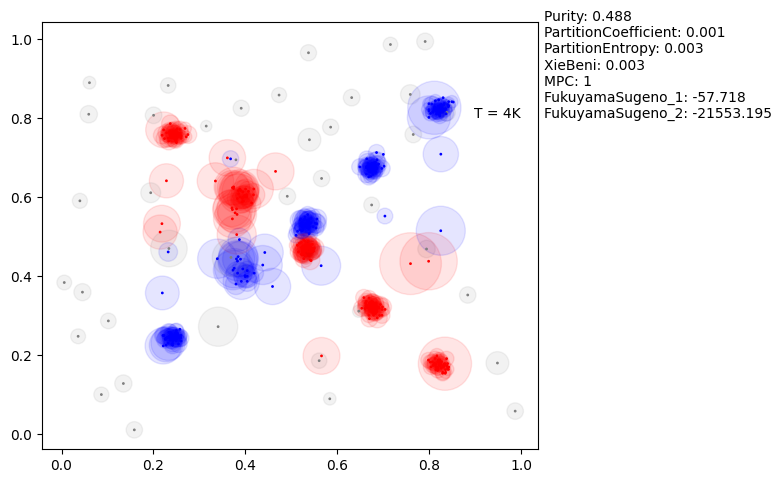 Purity: 0.488
PartitionCoefficient: 0.001
PartitionEntropy: 0.003
XieBeni: 0.003
MPC: 1
FukuyamaSugeno_1: -57.718
FukuyamaSugeno_2: -21553.195
T = 4K
1.0
0.8
0.6
0.4
0.2
0.0
0.0 0.2 0.4 0.6 0.8 1.0